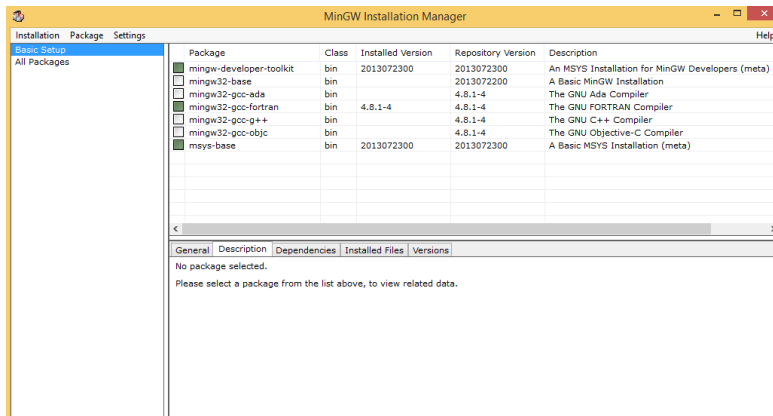 MinGW Installation Manager
Installation Package Settings Help
Basic Setup
All Packages
Package Class Installed Version Repository Version Description
mingw-developer-toolkit bin 2013072300 2013072300 An MSYS Installation for MinGW Developers (meta)
mingw32-base bin 2013072200 A Basic MinGW Installation
mingw32-gcc-ada bin 4.8.1-4 The GNU Ada Compiler
mingw32-gcc-fortran bin 4.8.1-4 4.8.1-4 The GNU FORTRAN Compiler
mingw32-gcc-g++ bin 4.8.1-4 The GNU C++ Compiler
mingw32-gcc-objc bin 4.8.1-4 The GNU Objective-C Compiler
msys-base bin 2013072300 2013072300 A Basic MSYS Installation (meta)
General Description Dependencies Installed Files Versions
No package selected.
Please select a package from the list above, to view related data.